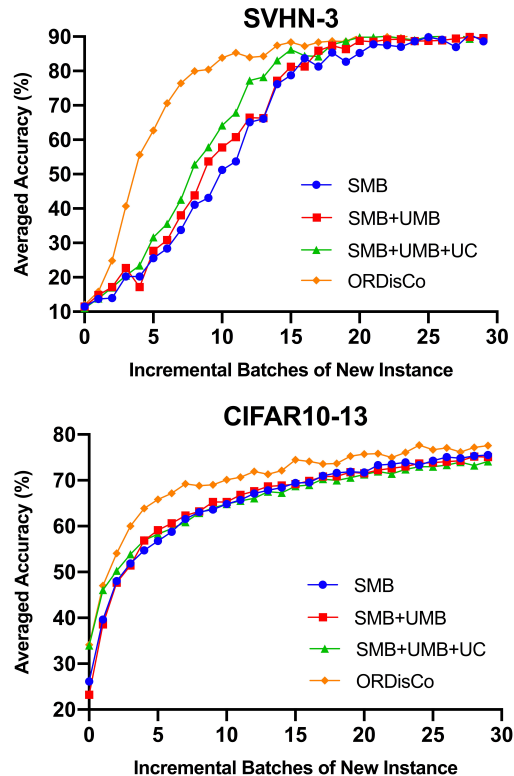 SVHN-3
Averaged Accuracy (%)
90
80
70
60
50
40
30
20
10
SMB
SMB+UMB
SMB+UMB+UC
ORDisCo
0 5 10 15 20 25 30
Incremental Batches of New Instance
CIFAR10-13
Averaged Accuracy (%)
80
70
60
50
40
30
20
SMB
SMB+UMB
SMB+UMB+UC
ORDisCo
0 5 10 15 20 25 30
Incremental Batches of New Instance